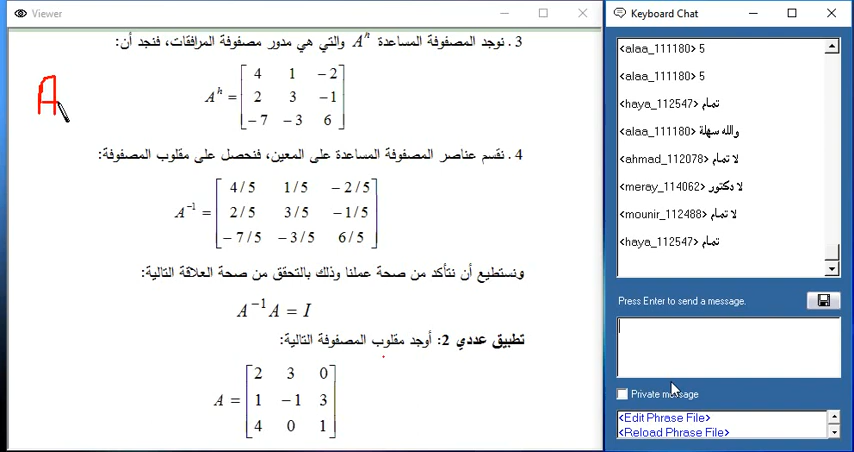 Viewer
3. نوجد المصفوفة المساعدة A^h والتي هي مدور مصفوفة المرافقات، فنجد أن:
A
A^h = [ 4 1 −2
2 3 −1
−7 −3 6 ]
4. نقسم عناصر المصفوفة المساعدة على المعين، فنحصل على مقلوب المصفوفة:
A^−1 = [ 4/5 1/5 −2/5
2/5 3/5 −1/5
−7/5 −3/5 6/5 ]
ونستطيع أن نتأكد من صحة عملنا وذلك بالتحقق من صحة العلاقة التالية:
A^−1 A = I
تطبيق عددي 2: أوجد مقلوب المصفوفة التالية:
A = [ 2 3 0
1 −1 3
4 0 1 ]
Keyboard Chat
<alaa_111180> 5
<alaa_111180> 5
<haya_112547> تمام
<alaa_111180> والله سهلة
<ahmad_112078> لا تمام
<meray_114062> لا دكتور
<mounir_112488> لا تمام
<haya_112547> تمام
Press Enter to send a message.
Private message
<Edit Phrase File>
<Reload Phrase File>